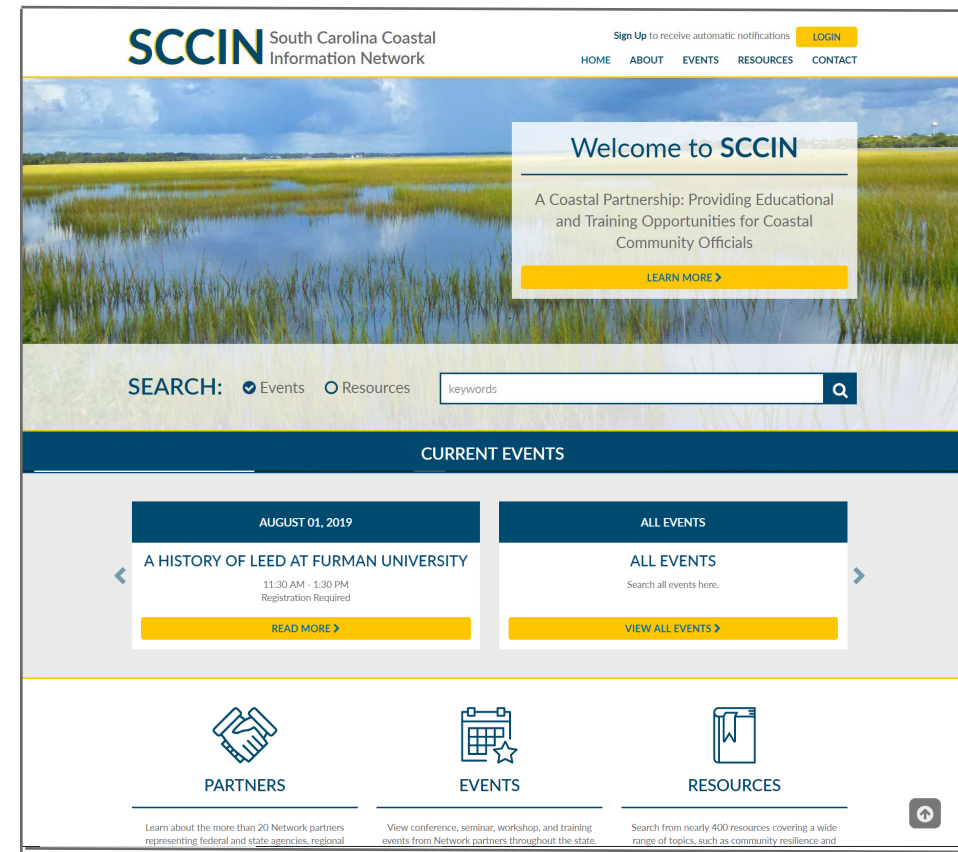 SCCIN South Carolina Coastal
Information Network
Sign Up to receive automatic notifications LOGIN
HOME ABOUT EVENTS RESOURCES CONTACT
Welcome to SCCIN
A Coastal Partnership: Providing Educational
and Training Opportunities for Coastal
Community Officials
LEARN MORE
SEARCH: Events Resources keywords
CURRENT EVENTS
AUGUST 01, 2019
A HISTORY OF LEED AT FURMAN UNIVERSITY
11:30 AM - 1:30 PM
Registration Required
READ MORE
ALL EVENTS
ALL EVENTS
Search all events here.
VIEW ALL EVENTS
PARTNERS
Learn about the more than 20 Network partners
representing federal and state agencies, regional
EVENTS
View conference, seminar, workshop, and training
events from Network partners throughout the state.
RESOURCES
Search from nearly 400 resources covering a wide
range of topics, such as community resilience and